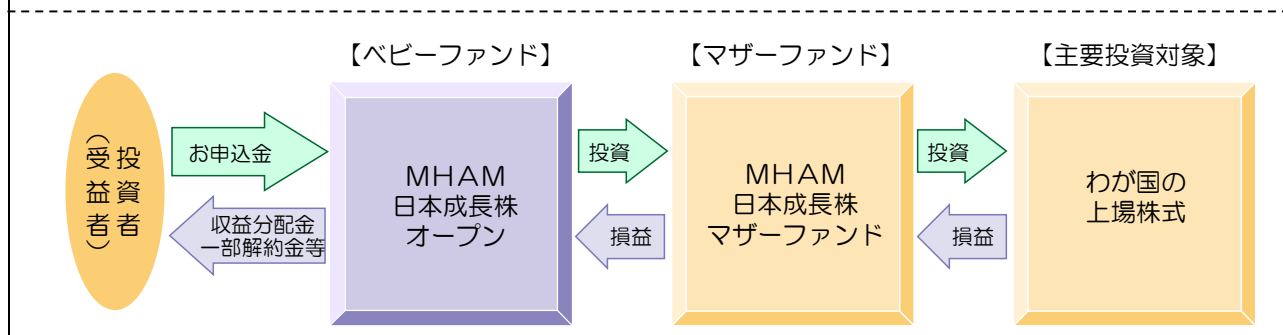 【ベビーファンド】
【マザーファンド】
【主要投資対象】
投資者
（受益者）
お申込金
収益分配金
一部解約金等
ＭＨＡＭ
日本成長株
オープン
投資
損益
ＭＨＡＭ
日本成長株
マザーファンド
投資
損益
わが国の
上場株式